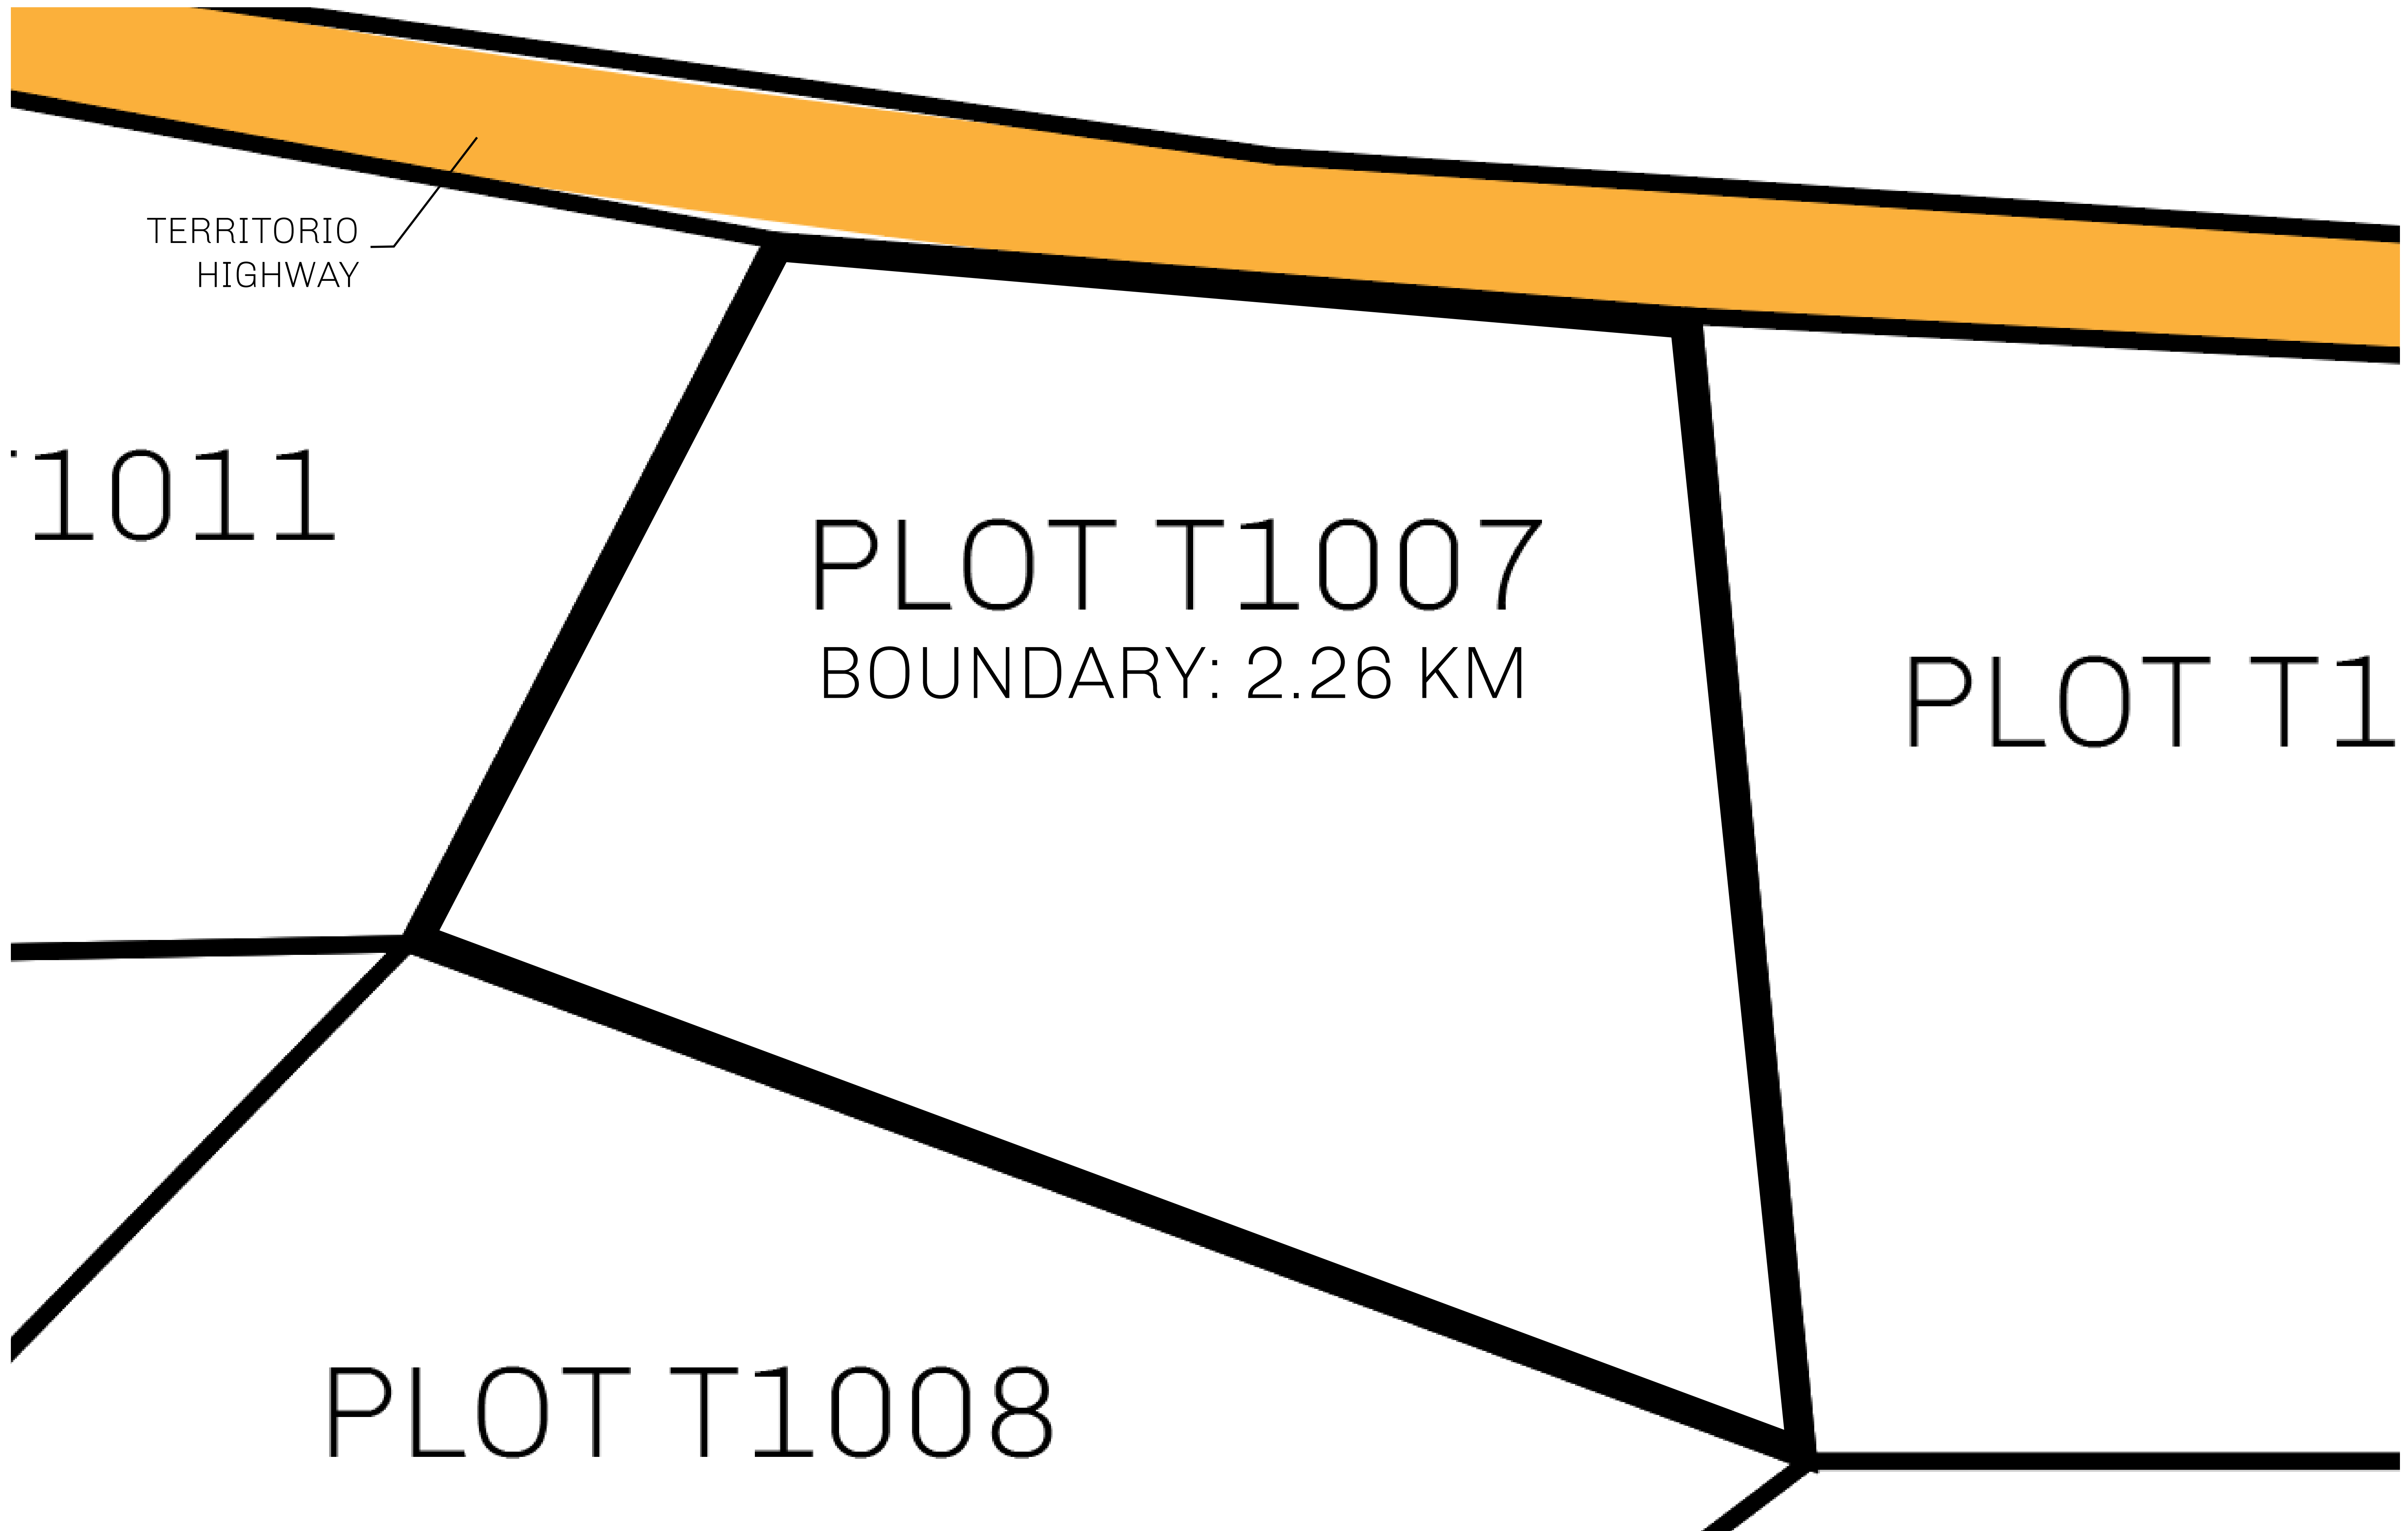 TERRITORIO
HIGHWAY
1011
PLOT T1007
BOUNDARY: 2.26 KM
PLOT T1
PLOT T1008